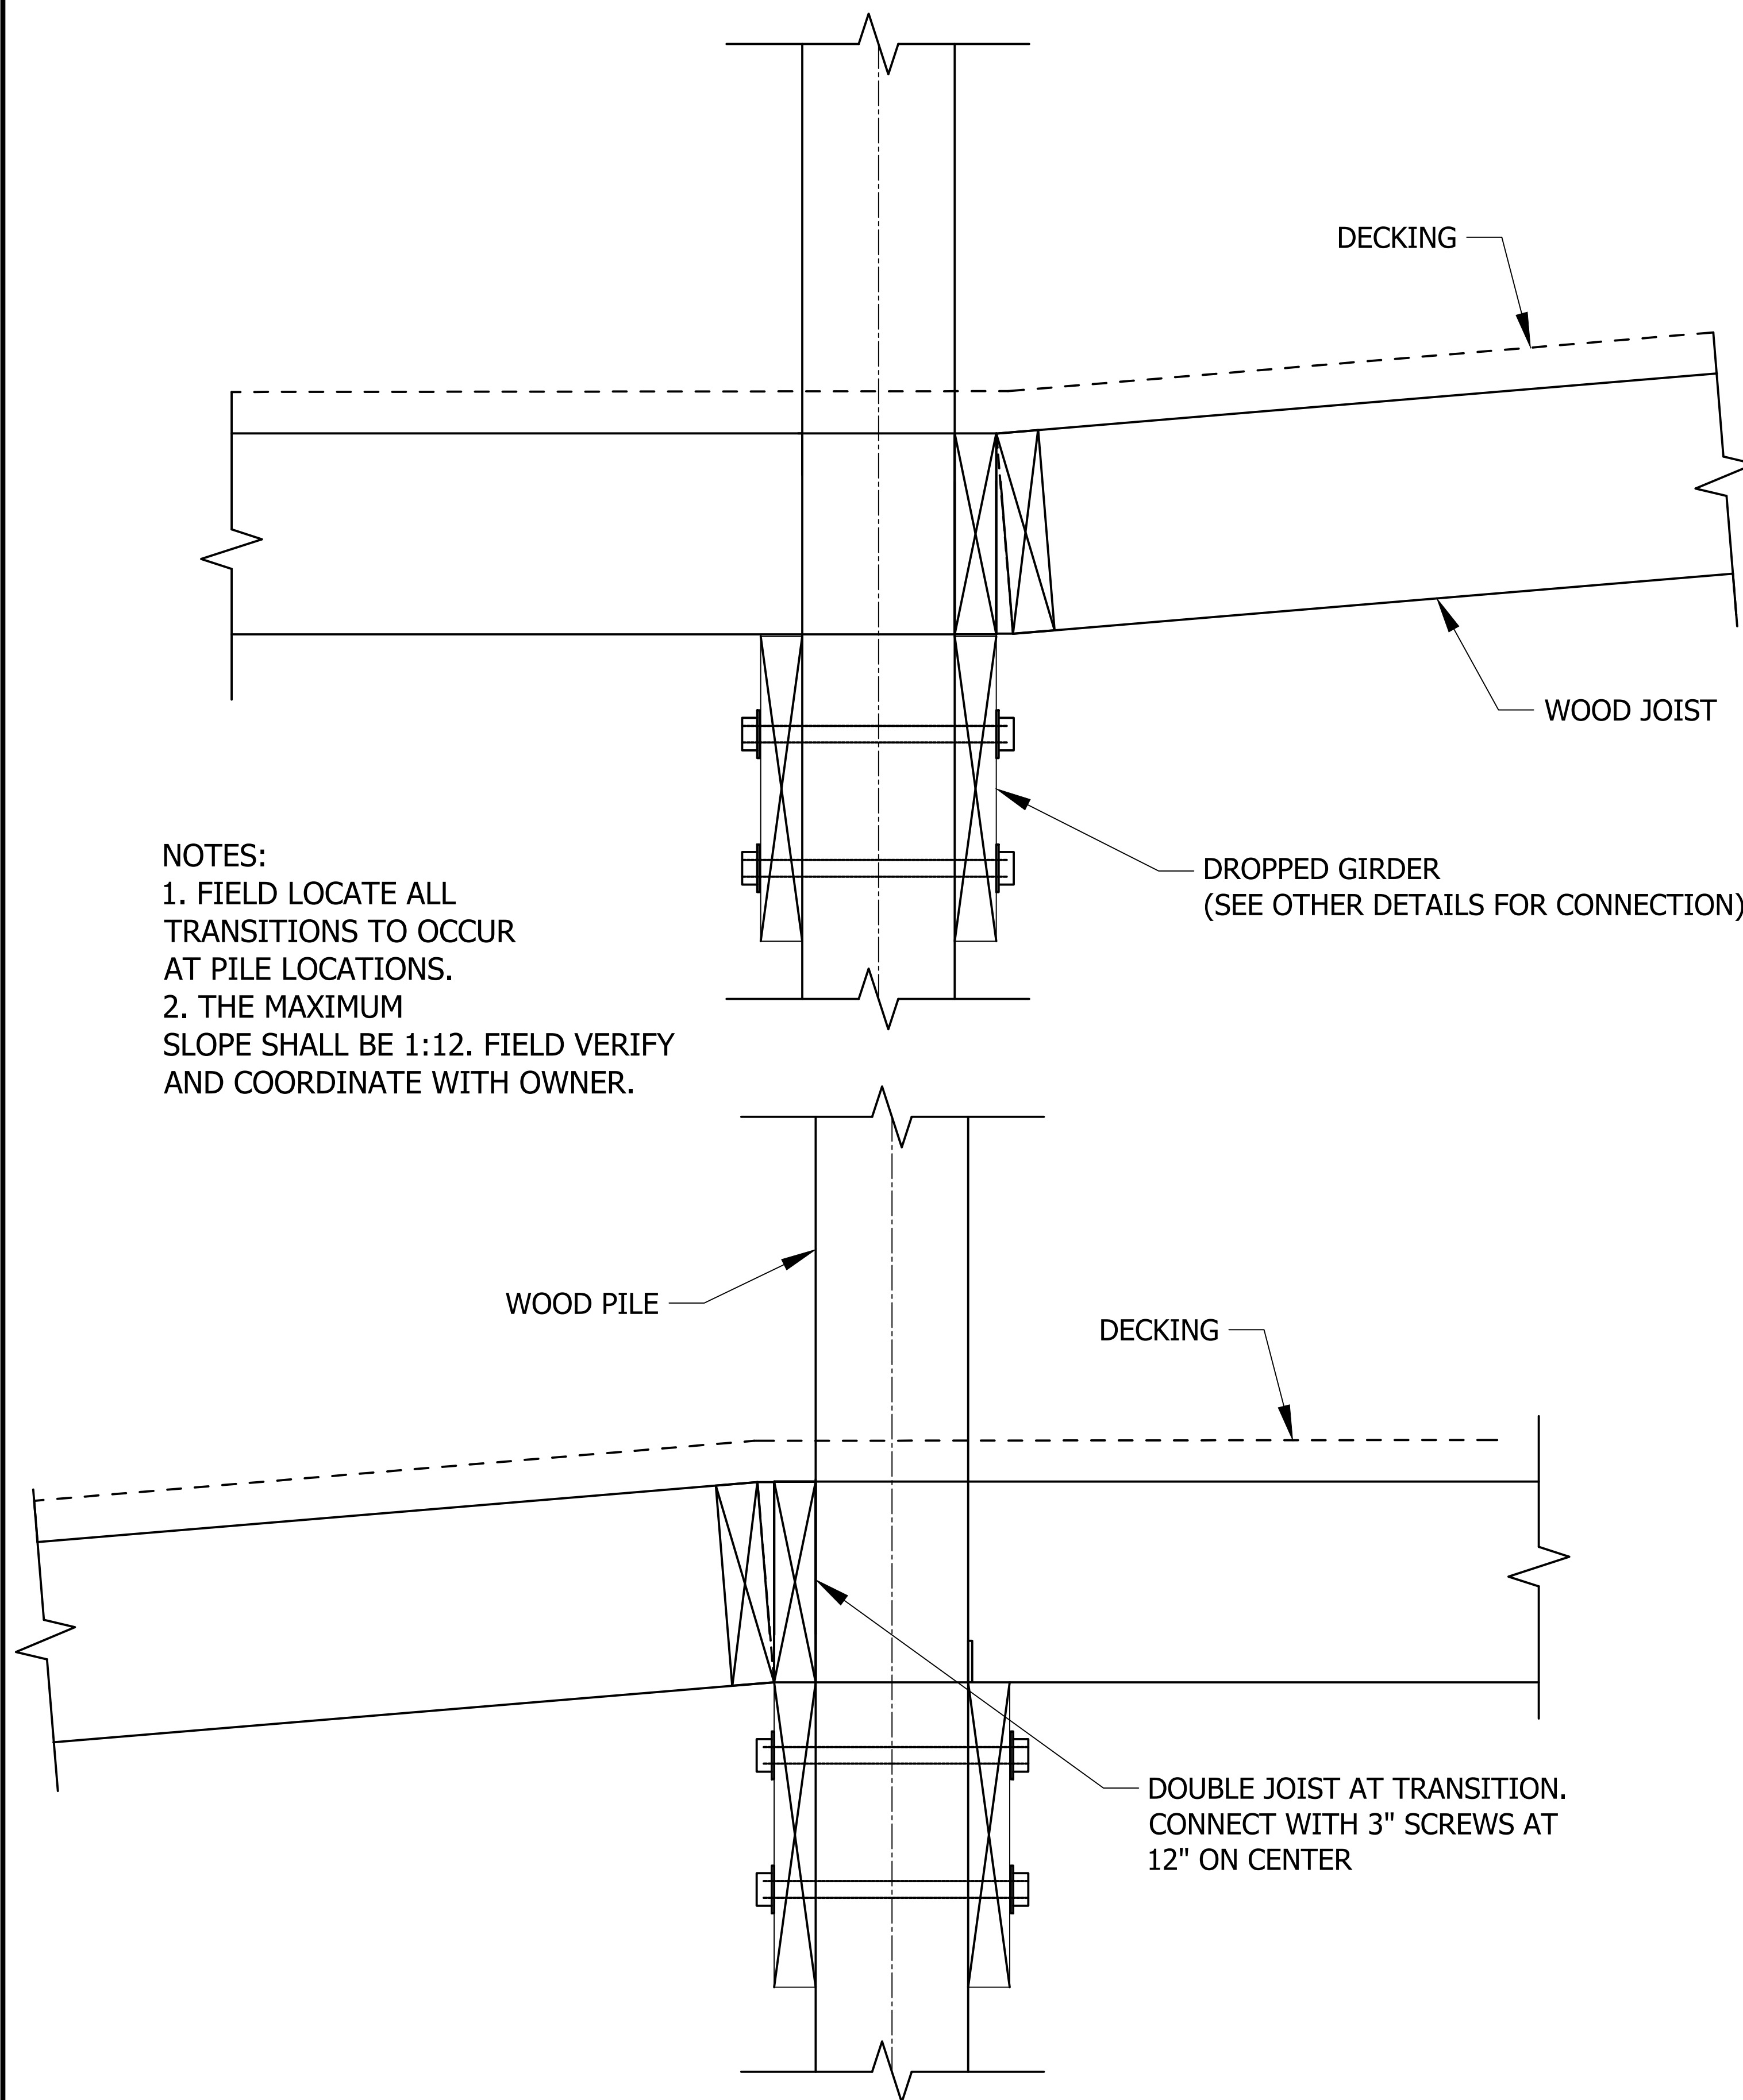 DECKING
WOOD JOIST
DROPPED GIRDER
(SEE OTHER DETAILS FOR CONNECTION)
NOTES:
1. FIELD LOCATE ALL
TRANSITIONS TO OCCUR
AT PILE LOCATIONS.
2. THE MAXIMUM
SLOPE SHALL BE 1:12. FIELD VERIFY
AND COORDINATE WITH OWNER.
WOOD PILE
DECKING
DOUBLE JOIST AT TRANSITION.
CONNECT WITH 3" SCREWS AT
12" ON CENTER